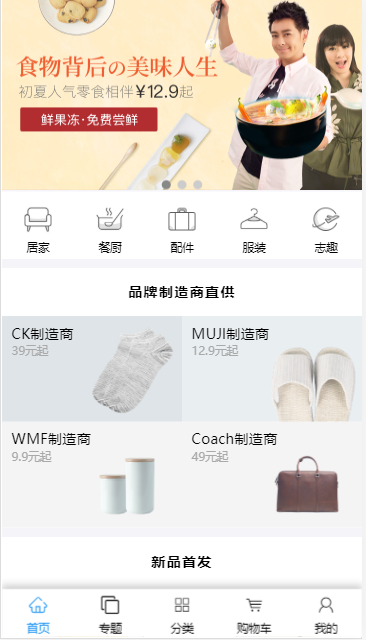 食物背后の美味人生
初夏人气零食相伴¥12.9起
鲜果冻·免费尝鲜
居家 餐厨 配件 服装 志趣
品牌制造商直供
CK制造商 MUJI制造商
39元起 12.9元起
WMF制造商 Coach制造商
9.9元起 49元起
新品首发
首页 专题 分类 购物车 我的